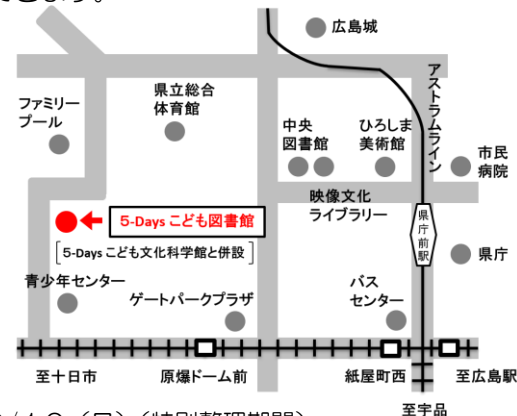 できます。
広島城
アストラムライン
ファミリー
プール
県立総合
体育館
中央
図書館
ひろしま
美術館
市民
病院
映像文化
ライブラリー
県庁前駅
5-Days こども図書館
[5-Days こども文化科学館と併設]
県庁
青少年センター
ゲートパークプラザ
バス
センター
至十日市
原爆ドーム前
紙屋町西
至広島駅
至宇品